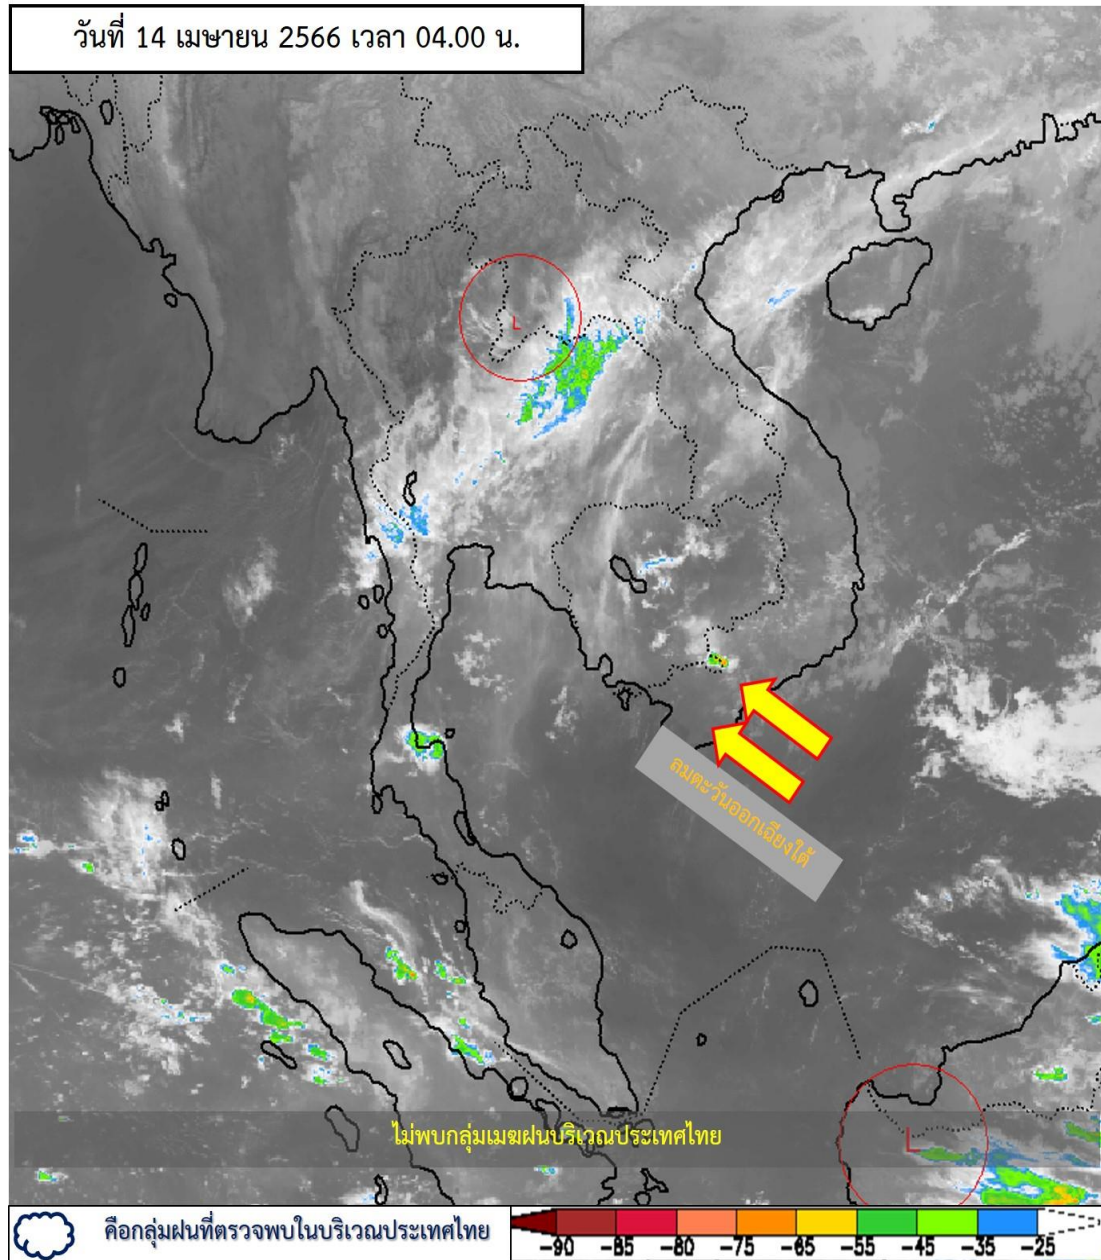 วันที่ 14 เมษายน 2566 เวลา 04.00 น.
L
ลมตะวันออกเฉียงใต้
L
ไม่พบกลุ่มเมฆฝนบริเวณประเทศไทย
คือกลุ่มฝนที่ตรวจพบในบริเวณประเทศไทย
-90 -85 -80 -75 -65 -55 -45 -35 -25